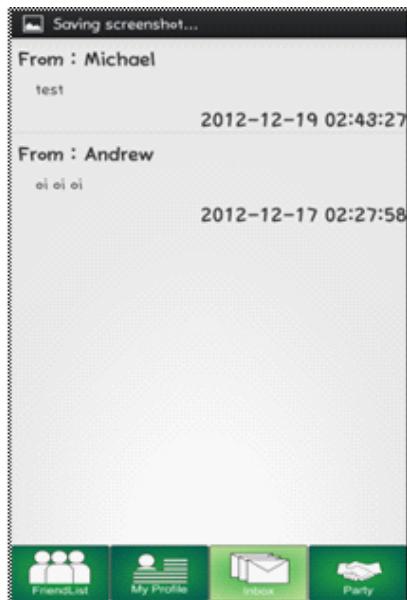 Saving screenshot...
From : Michael
test
2012-12-19 02:43:27
From : Andrew
oi oi oi
2012-12-17 02:27:58
FriendList My Profile Inbox Party